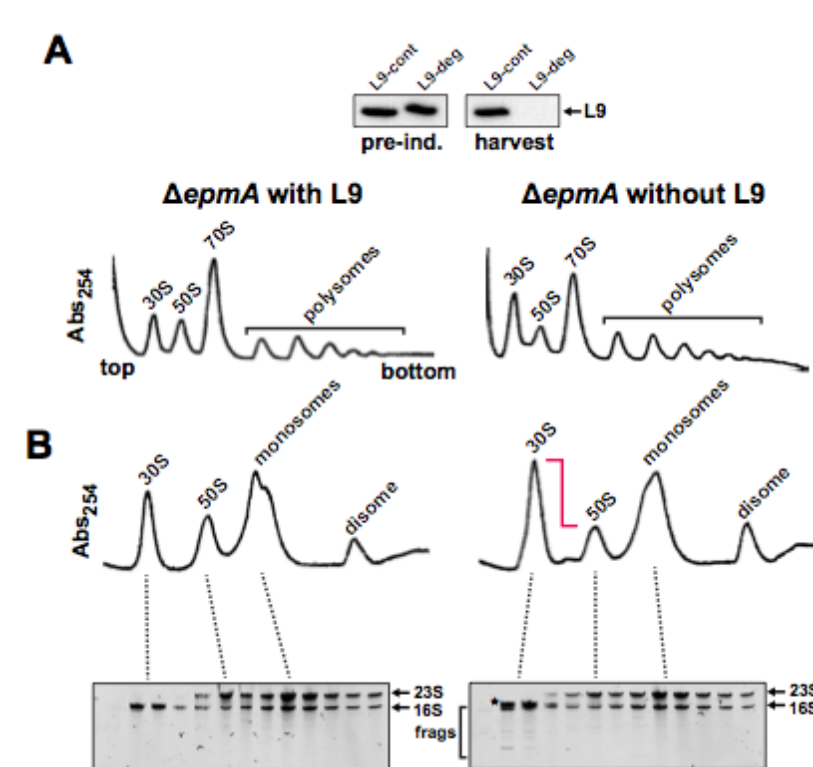 A
L9-cont L9-deg L9-cont L9-deg
←L9
pre-ind. harvest
ΔepmA with L9
ΔepmA without L9
Abs254
30S 50S 70S polysomes
top bottom
30S 50S 70S polysomes
B
Abs254
30S 50S monosomes disome
30S 50S monosomes disome
←23S
←16S
frags
*
←23S
←16S